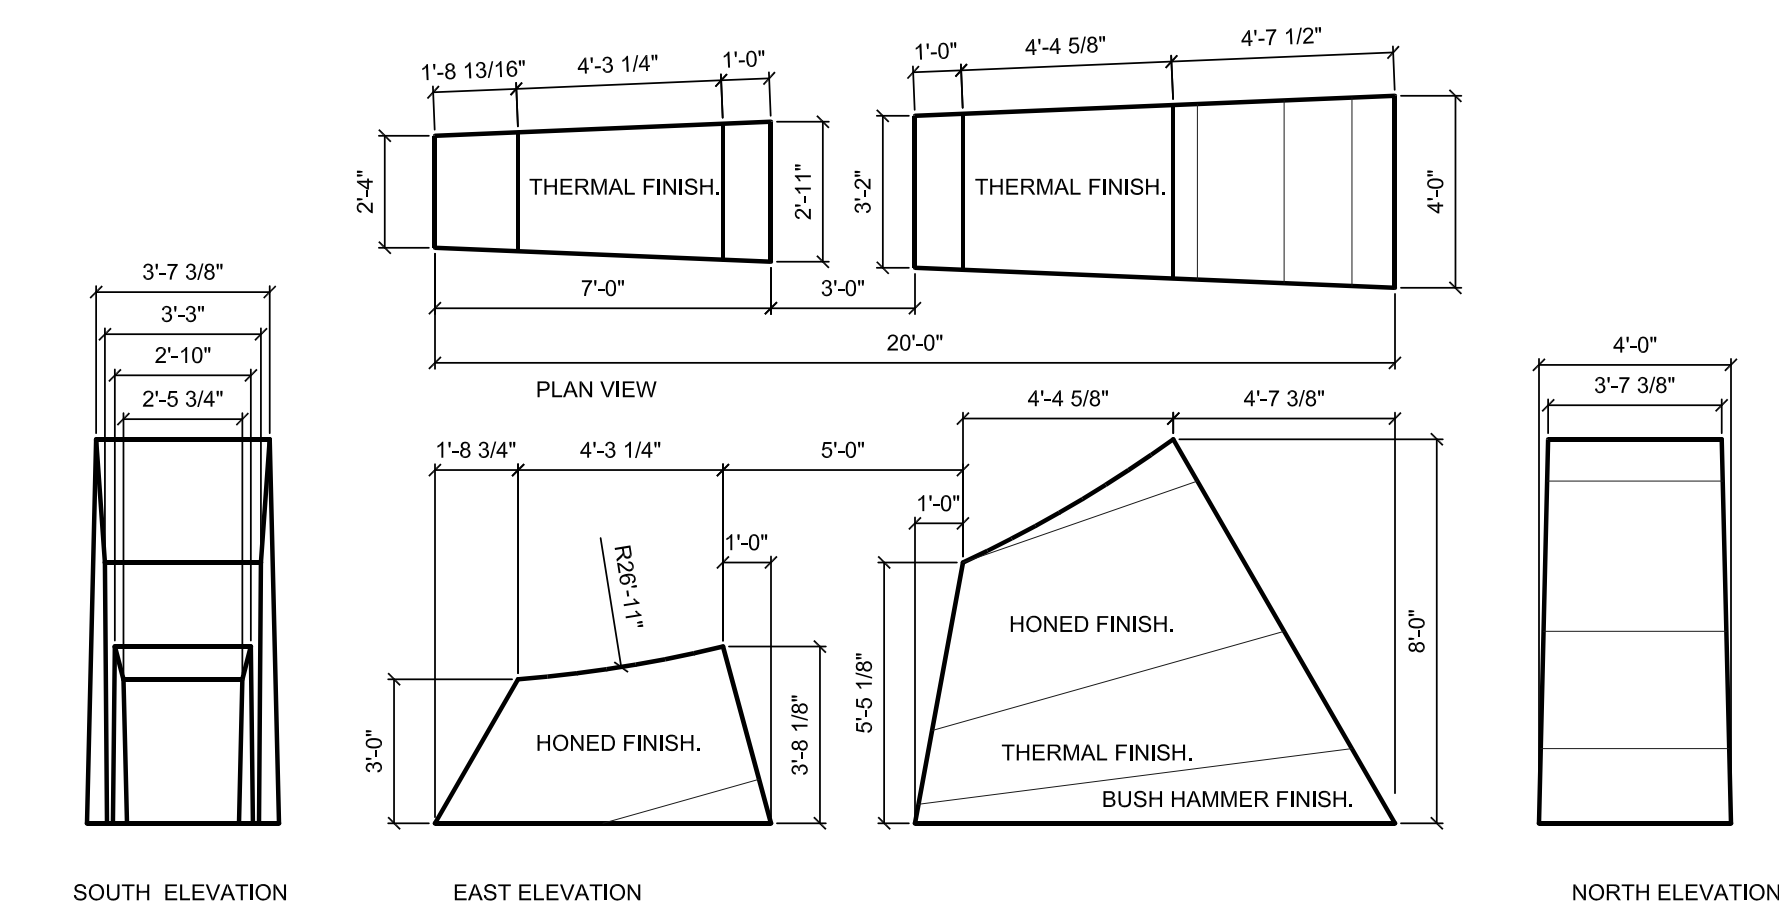 1'-8 13/16"
4'-3 1/4"
1'-0"
1'-0"
4'-4 5/8"
4'-7 1/2"
2'-4"
THERMAL FINISH.
2'-11"
3'-2"
THERMAL FINISH.
4'-0"
7'-0"
3'-0"
20'-0"
PLAN VIEW
3'-7 3/8"
3'-3"
2'-10"
2'-5 3/4"
SOUTH ELEVATION
1'-8 3/4"
4'-3 1/4"
5'-0"
4'-4 5/8"
4'-7 3/8"
1'-0"
1'-0"
R26'-11"
3'-0"
HONED FINISH.
3'-8 1/8"
5'-5 1/8"
HONED FINISH.
THERMAL FINISH.
BUSH HAMMER FINISH.
8'-0"
EAST ELEVATION
4'-0"
3'-7 3/8"
NORTH ELEVATION